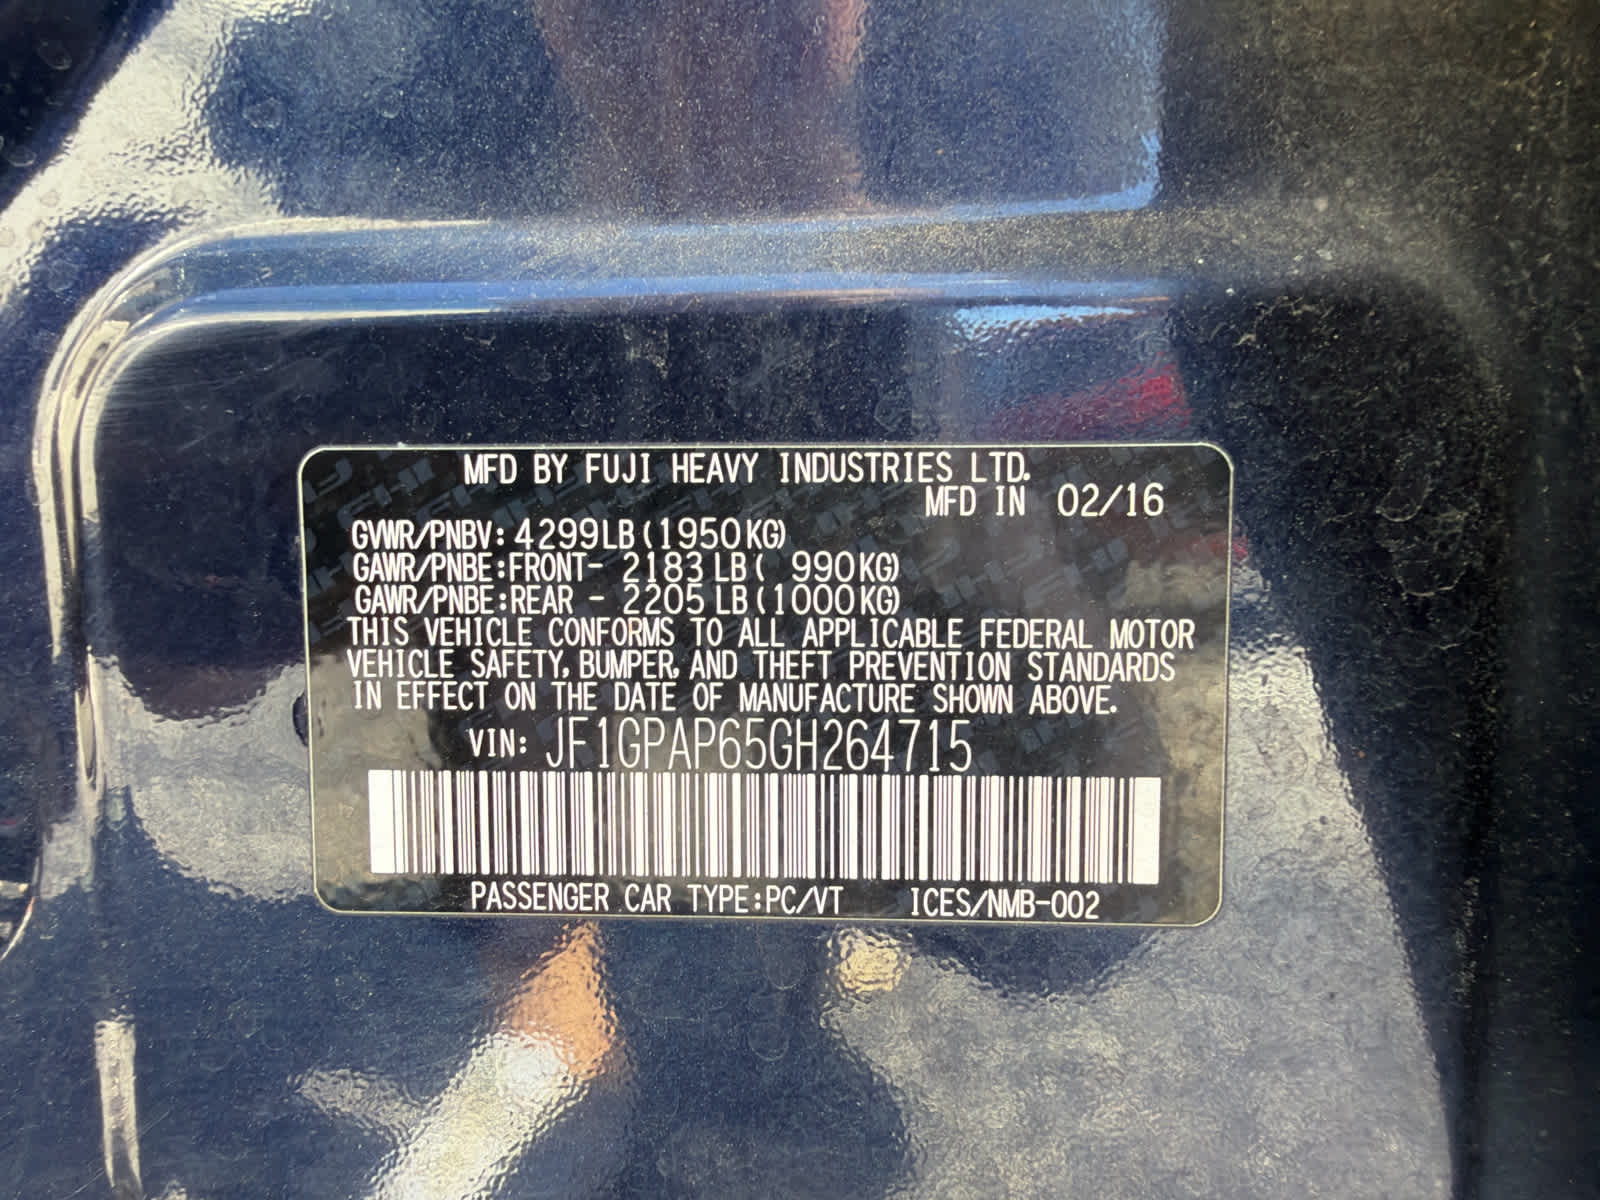 MFD BY FUJI HEAVY INDUSTRIES LTD.
MFD IN 02/16
GVWR/PNBV: 4299LB (1950KG)
GAWR/PNBE:FRONT- 2183 LB ( 990KG)
GAWR/PNBE:REAR - 2205 LB (1000KG)
THIS VEHICLE CONFORMS TO ALL APPLICABLE FEDERAL MOTOR
VEHICLE SAFETY, BUMPER, AND THEFT PREVENTION STANDARDS
IN EFFECT ON THE DATE OF MANUFACTURE SHOWN ABOVE.
VIN: JF1GPAP65GH264715
PASSENGER CAR TYPE:PC/VT ICES/NMB-002